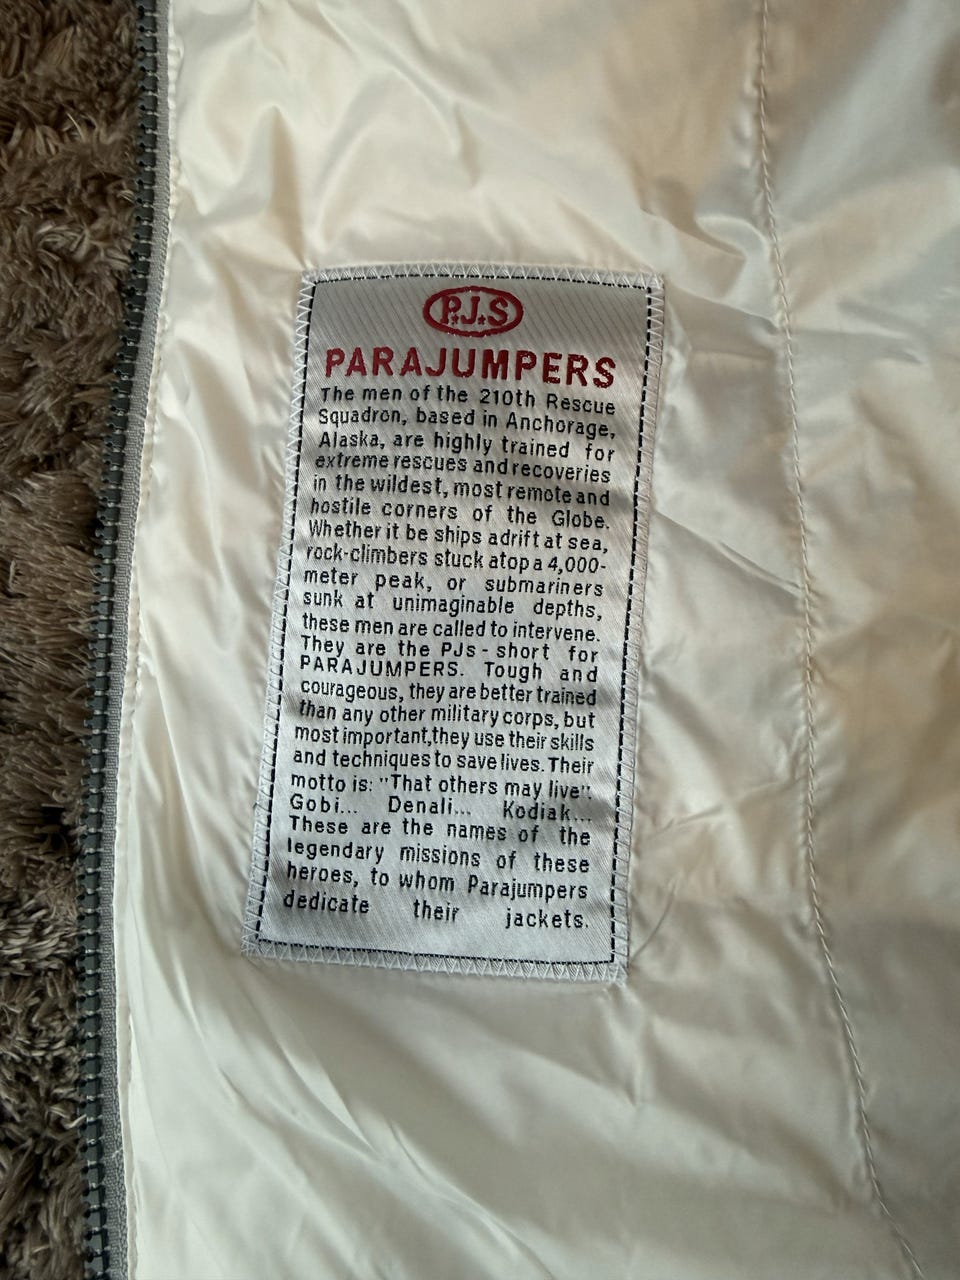 P.J.S
PARAJUMPERS
The men of the 210th Rescue
Squadron, based in Anchorage,
Alaska, are highly trained for
extreme rescues and recoveries
in the wildest, most remote and
hostile corners of the Globe.
Whether it be ships adrift at sea,
rock-climbers stuck atop a 4,000-
meter peak, or submariners
sunk at unimaginable depths,
these men are called to intervene.
They are the PJs - short for
PARAJUMPERS. Tough and
courageous, they are better trained
than any other military corps, but
most important,they use their skills
and techniques to save lives. Their
motto is: "That others may live".
Gobi... Denali... Kodiak...
These are the names of the
legendary missions of these
heroes, to whom Parajumpers
dedicate their jackets.